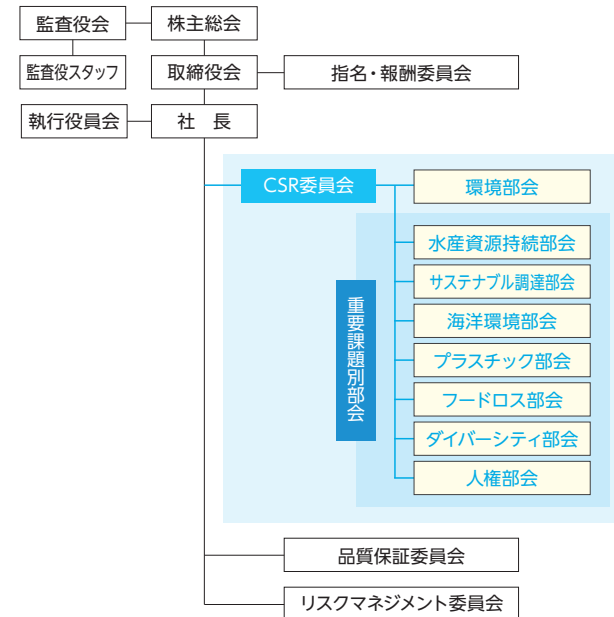 監査役会
株主総会
監査役スタッフ
取締役会
指名・報酬委員会
執行役員会
社　長
CSR委員会
環境部会
重要課題別部会
水産資源持続部会
サステナブル調達部会
海洋環境部会
プラスチック部会
フードロス部会
ダイバーシティ部会
人権部会
品質保証委員会
リスクマネジメント委員会